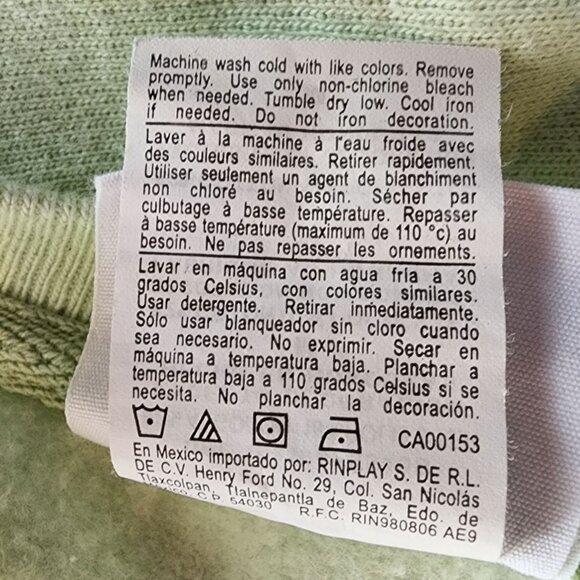 Machine wash cold with like colors. Remove
promptly. Use only non-chlorine bleach
when needed. Tumble dry low. Cool iron
if needed. Do not iron decoration.
Laver à la machine à l'eau froide avec
des couleurs similaires. Retirer rapidement.
Utiliser seulement un agent de blanchiment
non chloré au besoin. Sécher par
culbutage à basse température. Repasser
à basse température (maximum de 110 °c) au
besoin. Ne pas repasser les ornements.
Lavar en máquina con agua fría a 30
grados Celsius, con colores similares.
Usar detergente. Retirar inmediatamente.
Sólo usar blanqueador sin cloro cuando
sea necesario. No exprimir. Secar en
máquina a temperatura baja. Planchar a
temperatura baja a 110 grados Celsius si se
necesita. No planchar la decoración.
CA00153
En Mexico importado por: RINPLAY S. DE R.L.
DE C.V. Henry Ford No. 29, Col. San Nicolás
Tlaxcolpan, Tlalnepantla de Baz, Edo. de
México, C.p. 54030 R.F.C. RIN980806 AE9